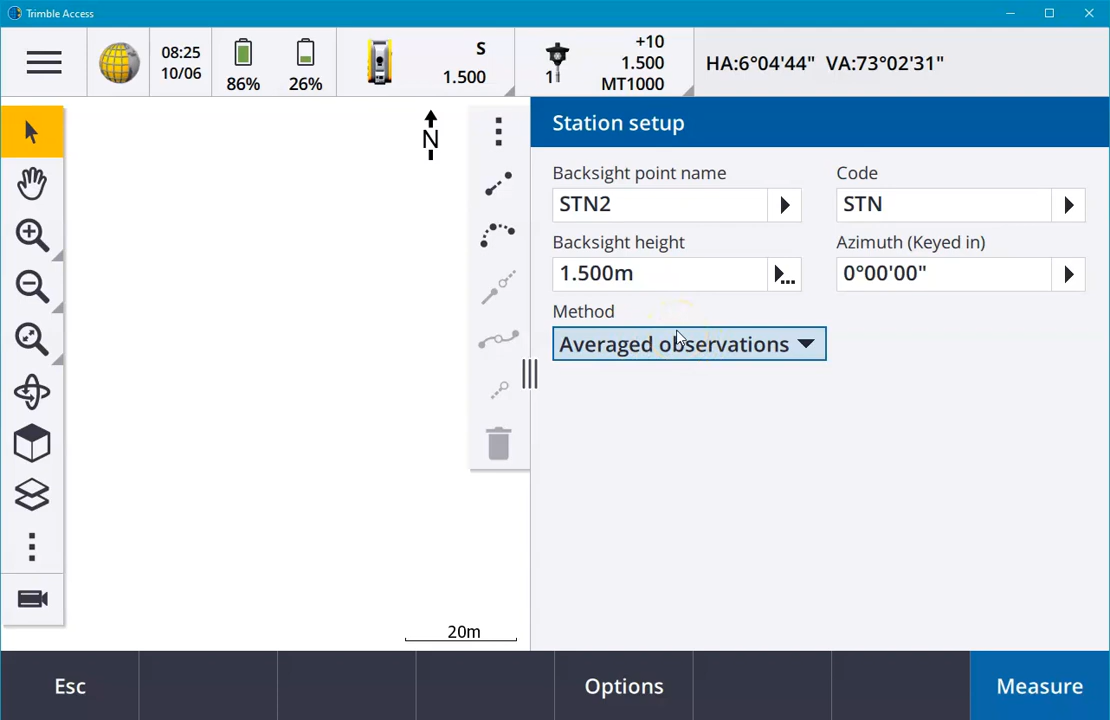 Trimble Access
08:25
10/06
86%
26%
S
1.500
1
+10
1.500
MT1000
HA:6°04'44" VA:73°02'31"
N
Station setup
Backsight point name
Code
STN2
STN
Backsight height
Azimuth (Keyed in)
1.500m
0°00'00"
Method
Averaged observations
20m
Esc
Options
Measure